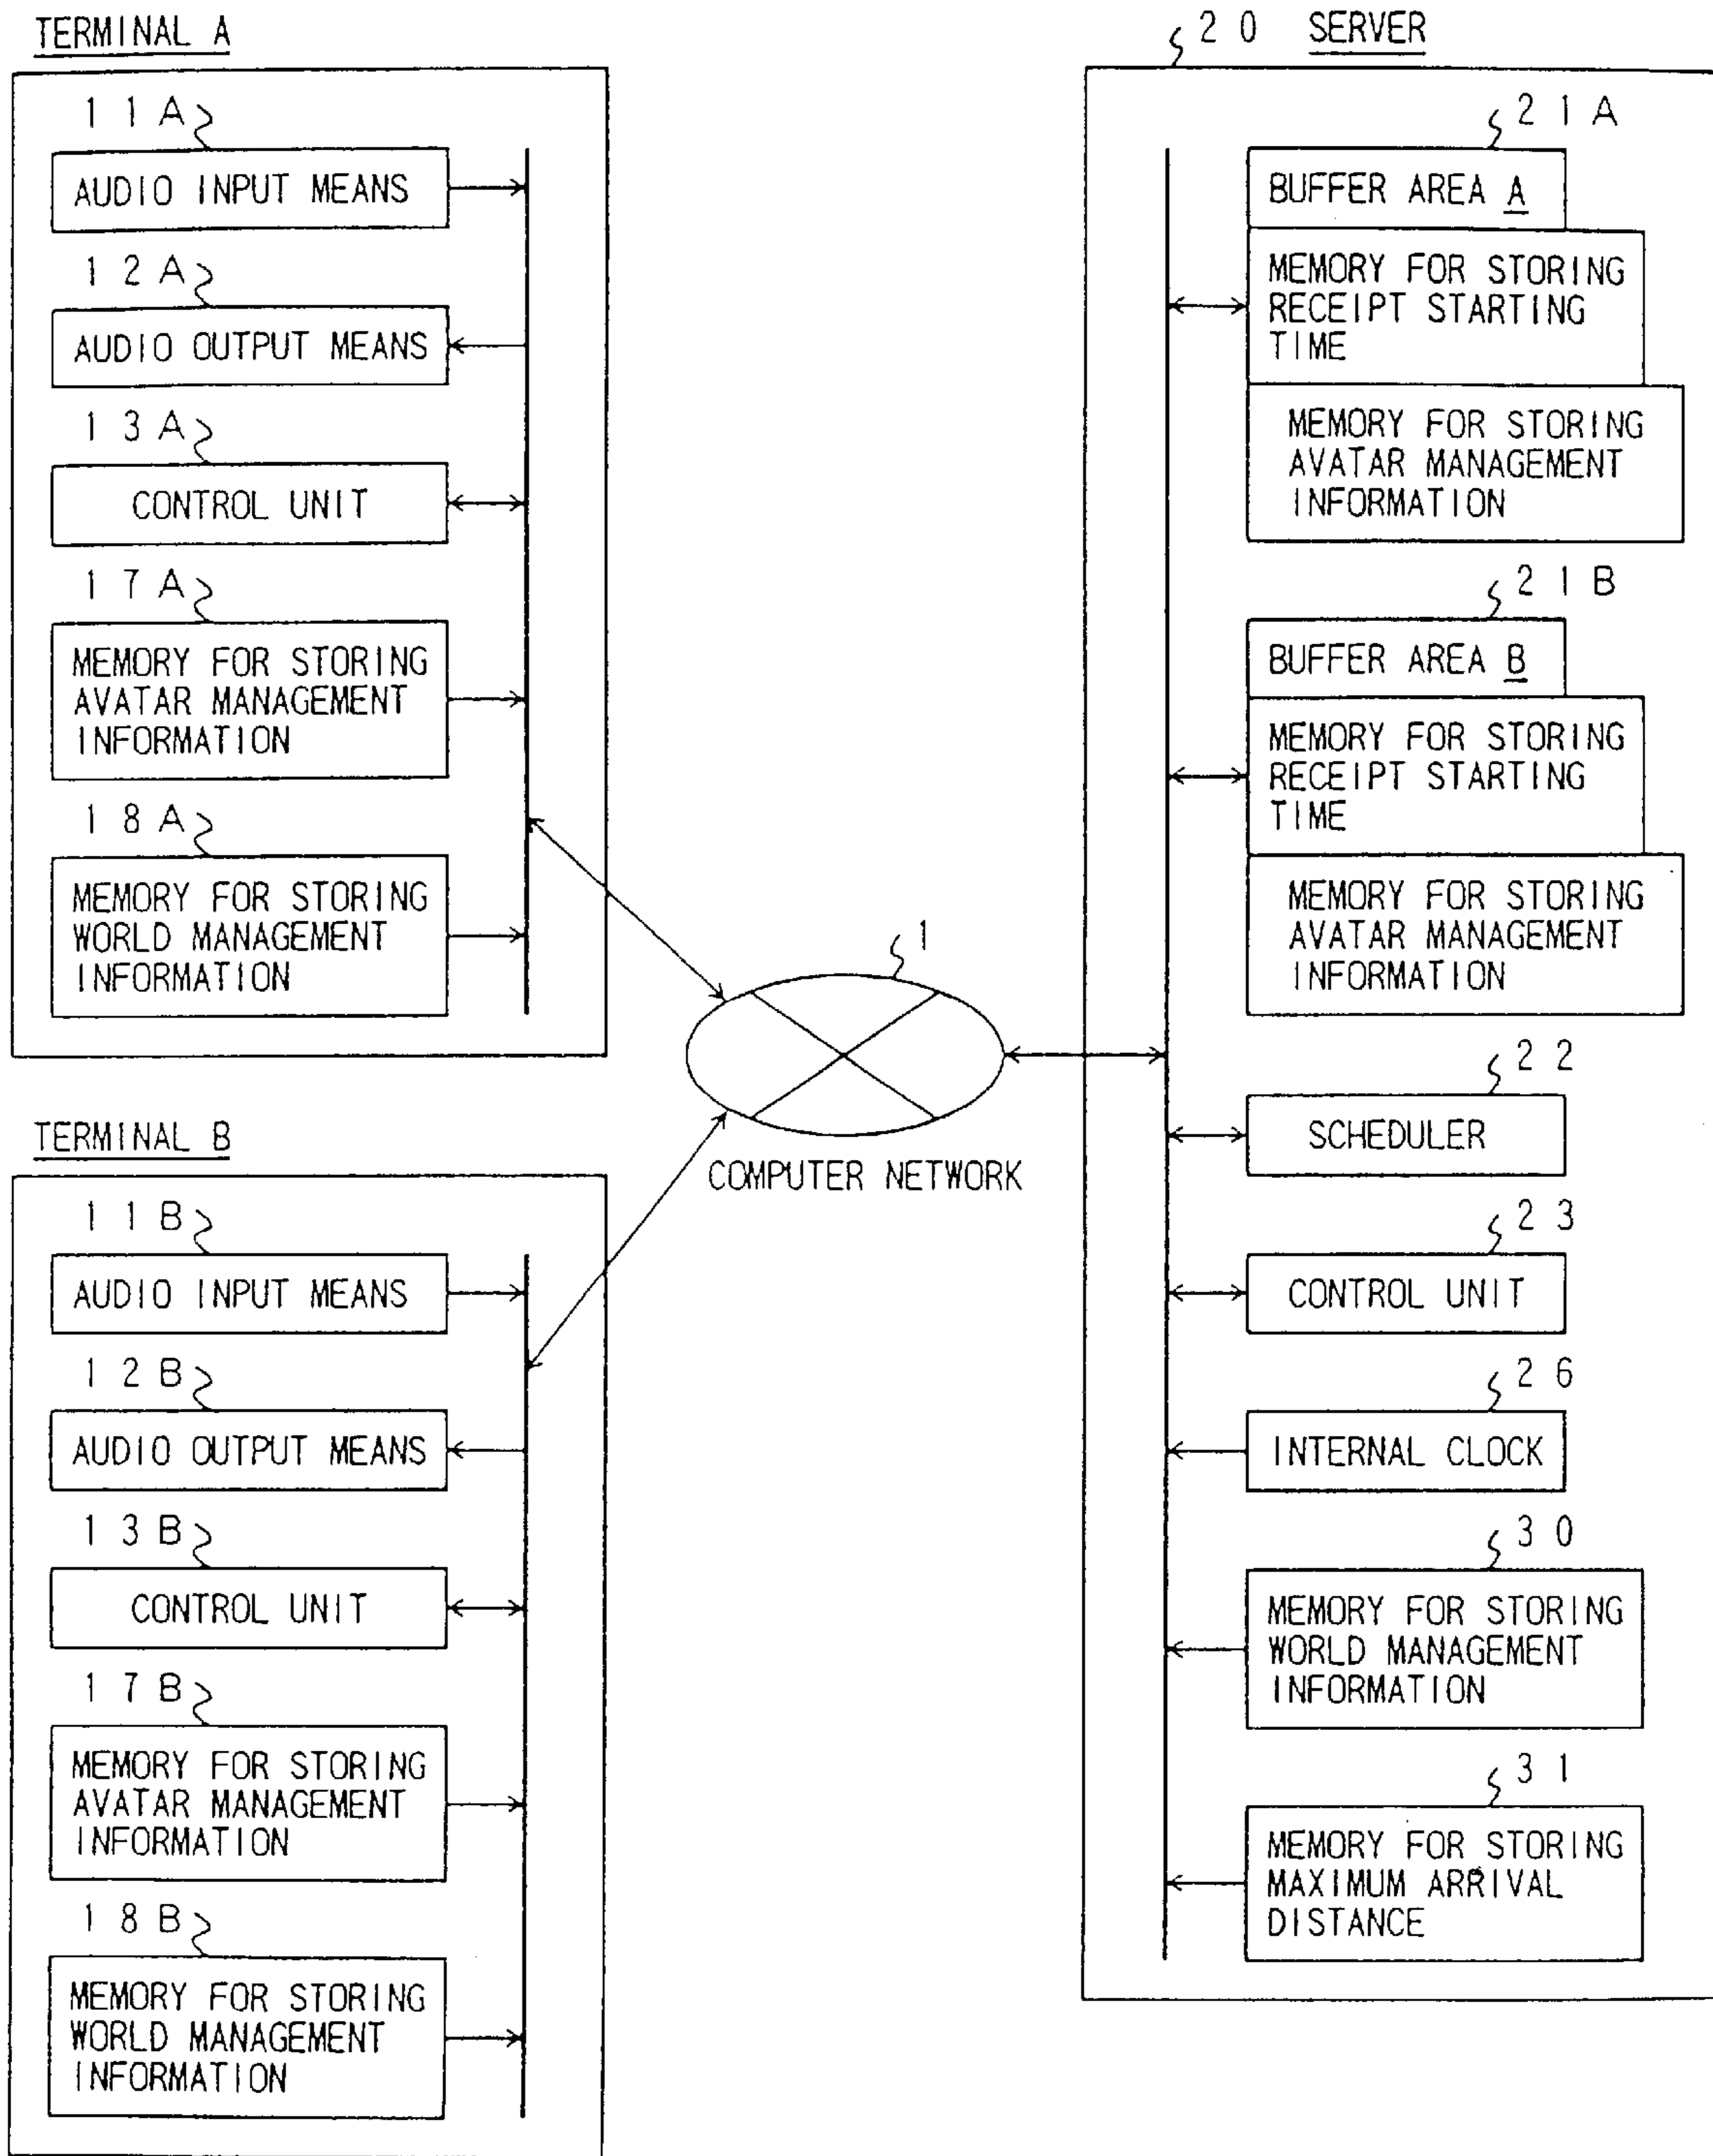 TERMINAL A
11A
AUDIO INPUT MEANS
12A
AUDIO OUTPUT MEANS
13A
CONTROL UNIT
17A
MEMORY FOR STORING
AVATAR MANAGEMENT
INFORMATION
18A
MEMORY FOR STORING
WORLD MANAGEMENT
INFORMATION
TERMINAL B
11B
AUDIO INPUT MEANS
12B
AUDIO OUTPUT MEANS
13B
CONTROL UNIT
17B
MEMORY FOR STORING
AVATAR MANAGEMENT
INFORMATION
18B
MEMORY FOR STORING
WORLD MANAGEMENT
INFORMATION
1
COMPUTER NETWORK
20 SERVER
21A
BUFFER AREA A
MEMORY FOR STORING
RECEIPT STARTING
TIME
MEMORY FOR STORING
AVATAR MANAGEMENT
INFORMATION
21B
BUFFER AREA B
MEMORY FOR STORING
RECEIPT STARTING
TIME
MEMORY FOR STORING
AVATAR MANAGEMENT
INFORMATION
22
SCHEDULER
23
CONTROL UNIT
26
INTERNAL CLOCK
30
MEMORY FOR STORING
WORLD MANAGEMENT
INFORMATION
31
MEMORY FOR STORING
MAXIMUM ARRIVAL
DISTANCE